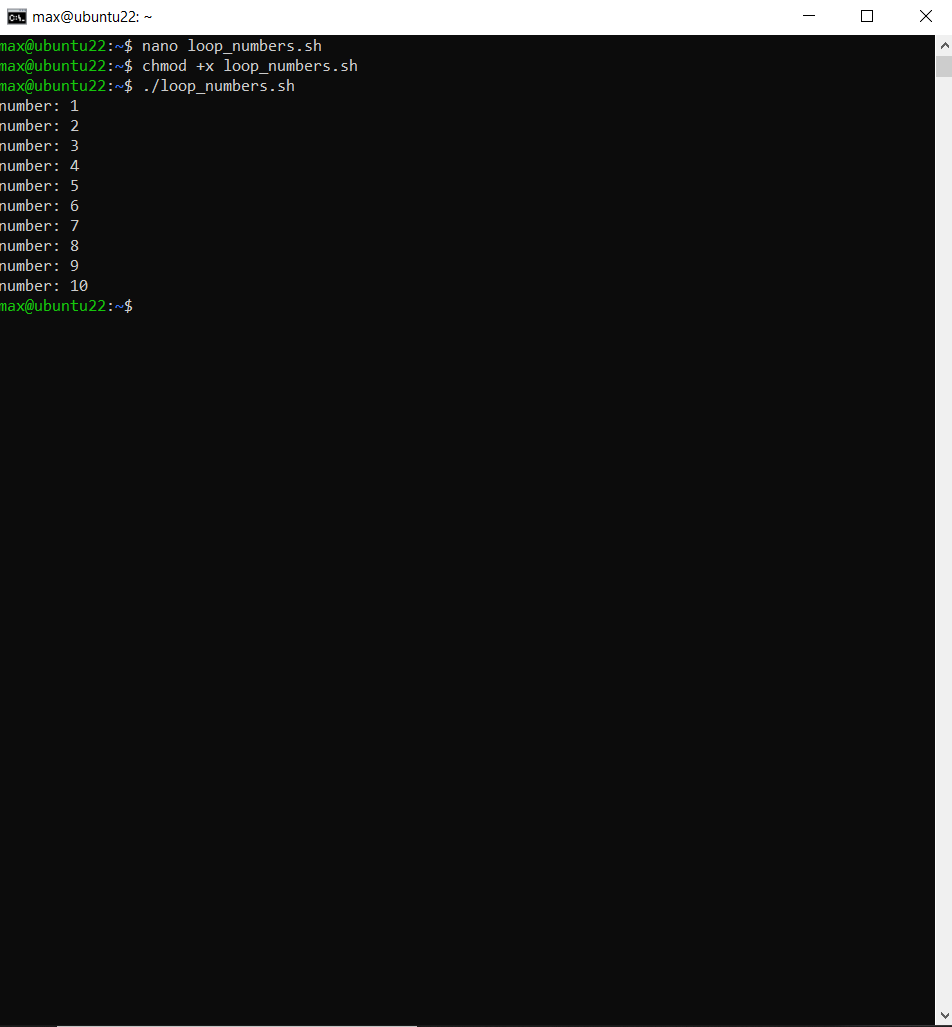 max@ubuntu22: ~
max@ubuntu22:~$ nano loop_numbers.sh
max@ubuntu22:~$ chmod +x loop_numbers.sh
max@ubuntu22:~$ ./loop_numbers.sh
number: 1
number: 2
number: 3
number: 4
number: 5
number: 6
number: 7
number: 8
number: 9
number: 10
max@ubuntu22:~$